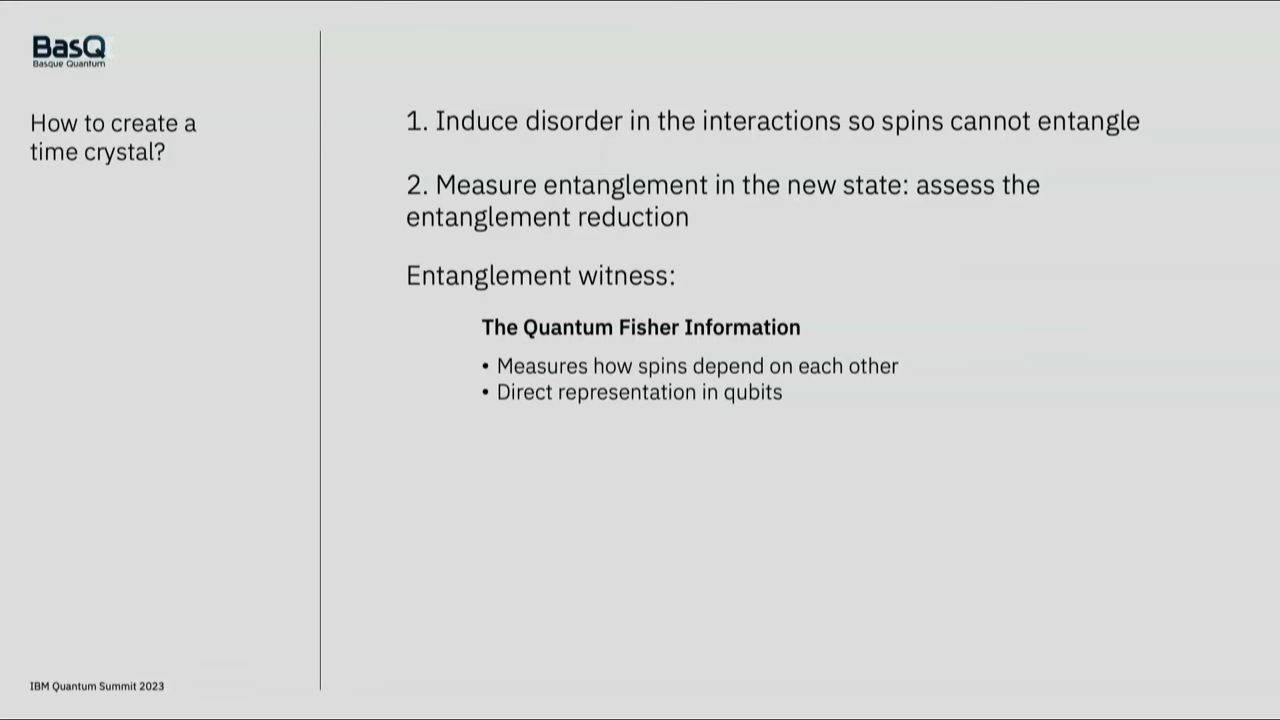 BasQ
Basque Quantum
How to create a
time crystal?
1. Induce disorder in the interactions so spins cannot entangle
2. Measure entanglement in the new state: assess the
entanglement reduction
Entanglement witness:
The Quantum Fisher Information
• Measures how spins depend on each other
• Direct representation in qubits
IBM Quantum Summit 2023